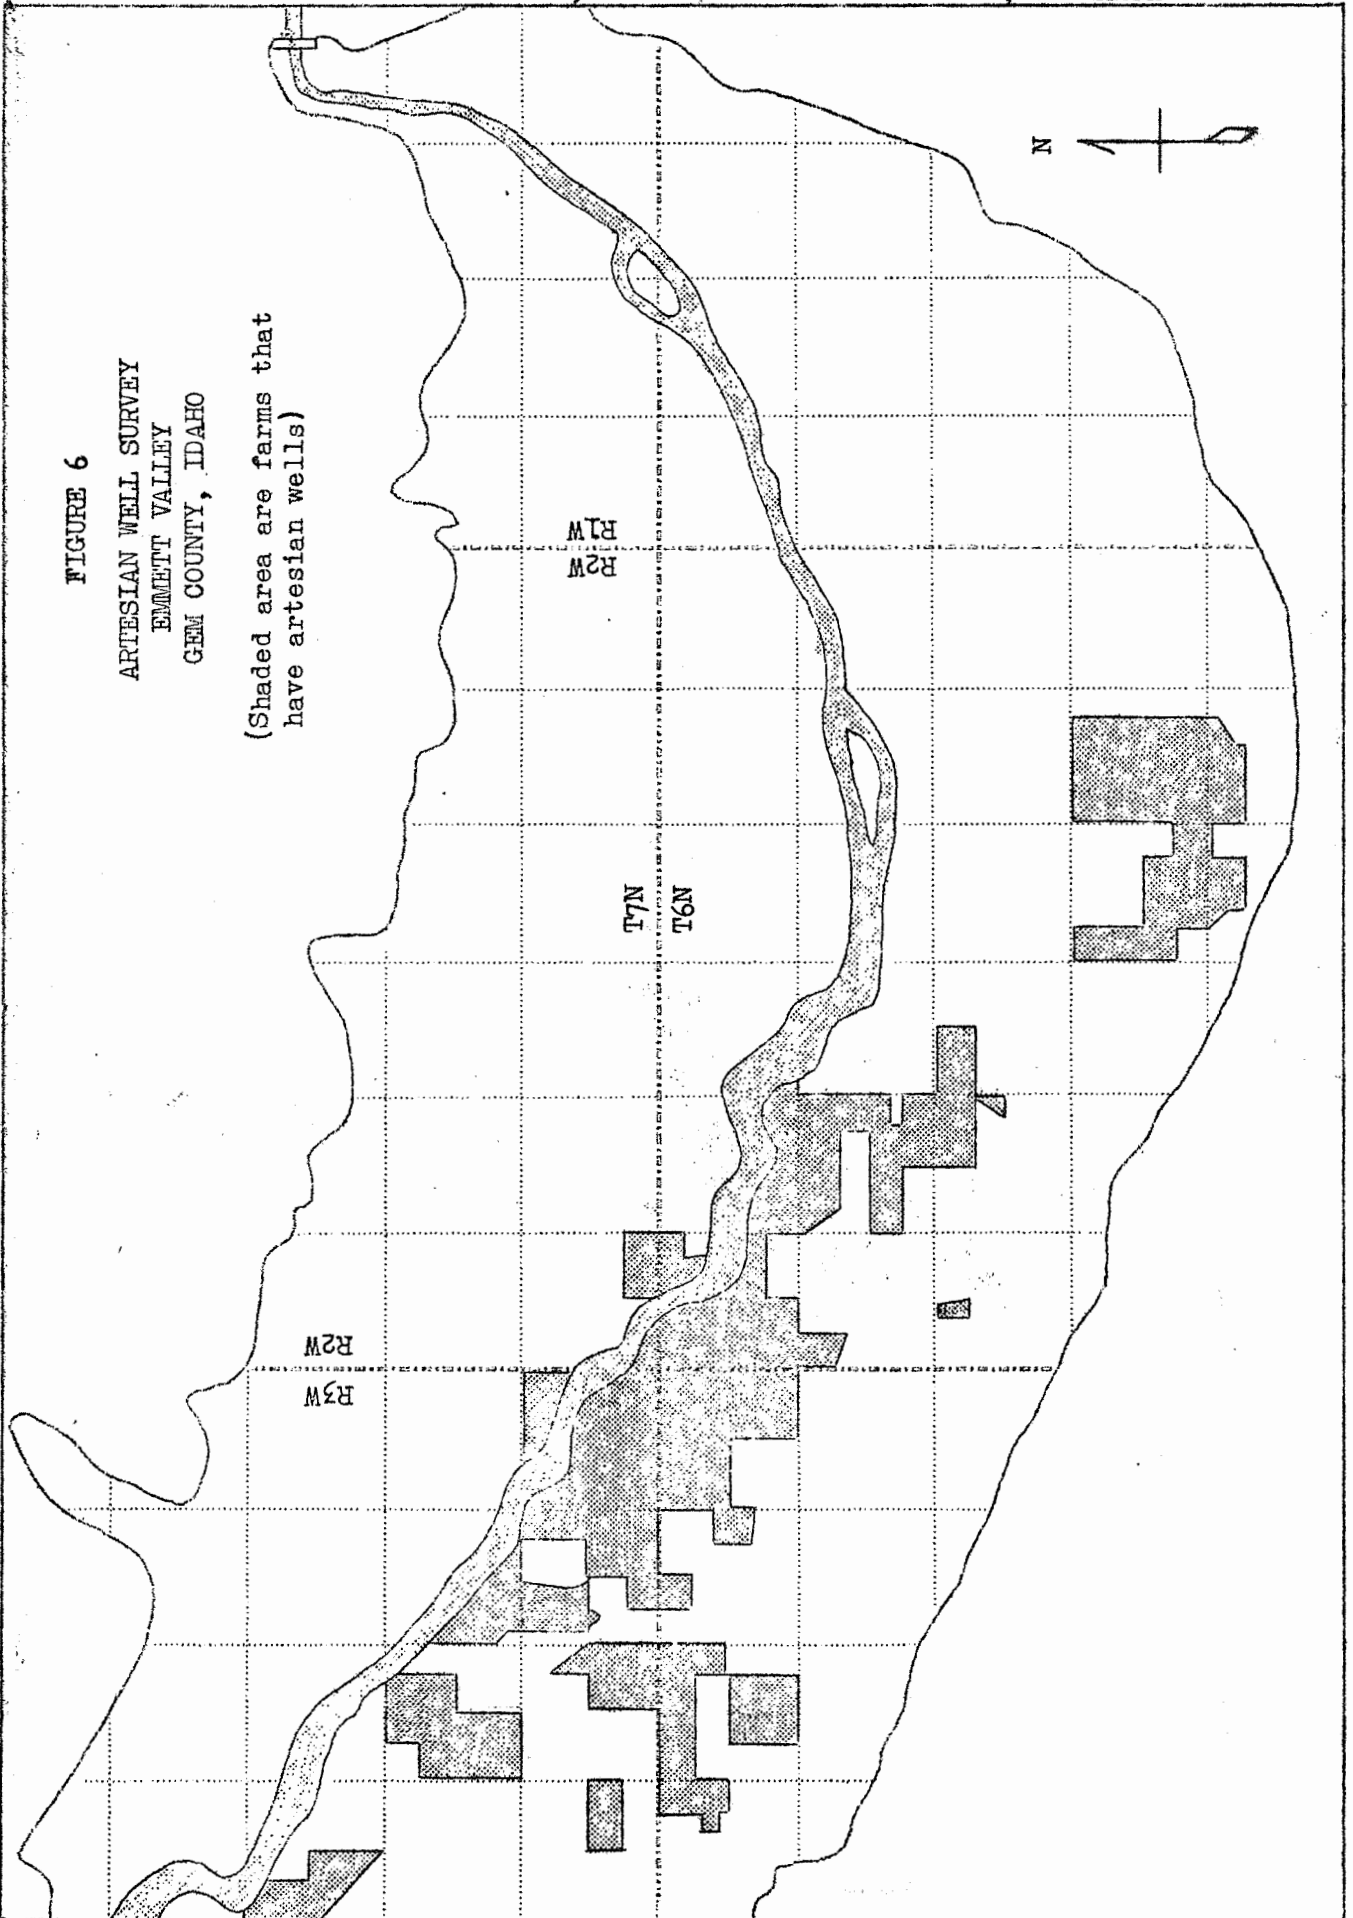 FIGURE 6
ARTESIAN WELL SURVEY
EMMETT VALLEY
GEM COUNTY, IDAHO
(Shaded area are farms that
have artesian wells)
N
R1W
R2W
T7N
T6N
R2W
R3W